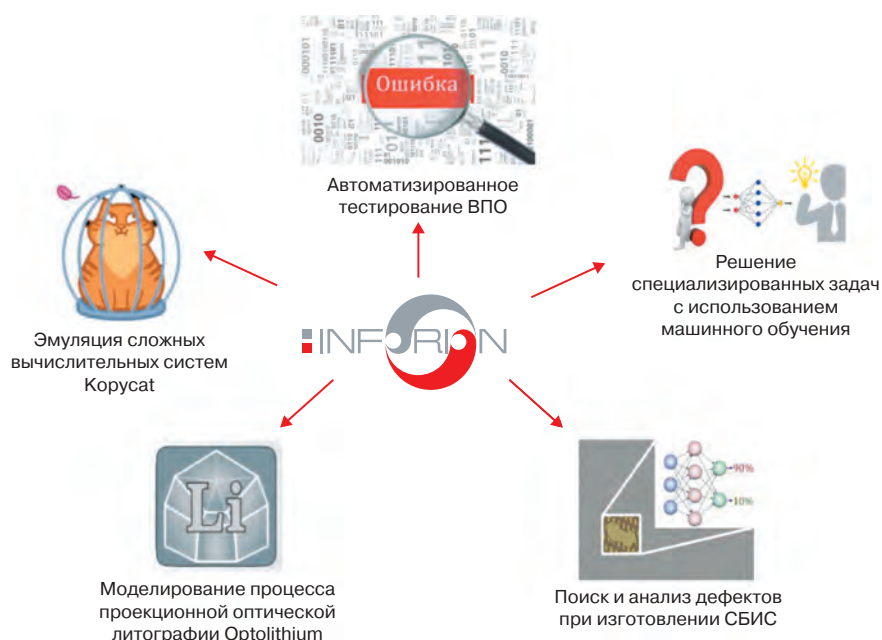 Ошибка
Автоматизированное
тестирование ВПО
Решение
специализированных задач
с использованием
машинного обучения
Эмуляция сложных
вычислительных систем
Kopycat
INFORION
Li
90%
10%
Моделирование процесса
проекционной оптической
литографии Optolithium
Поиск и анализ дефектов
при изготовлении СБИС